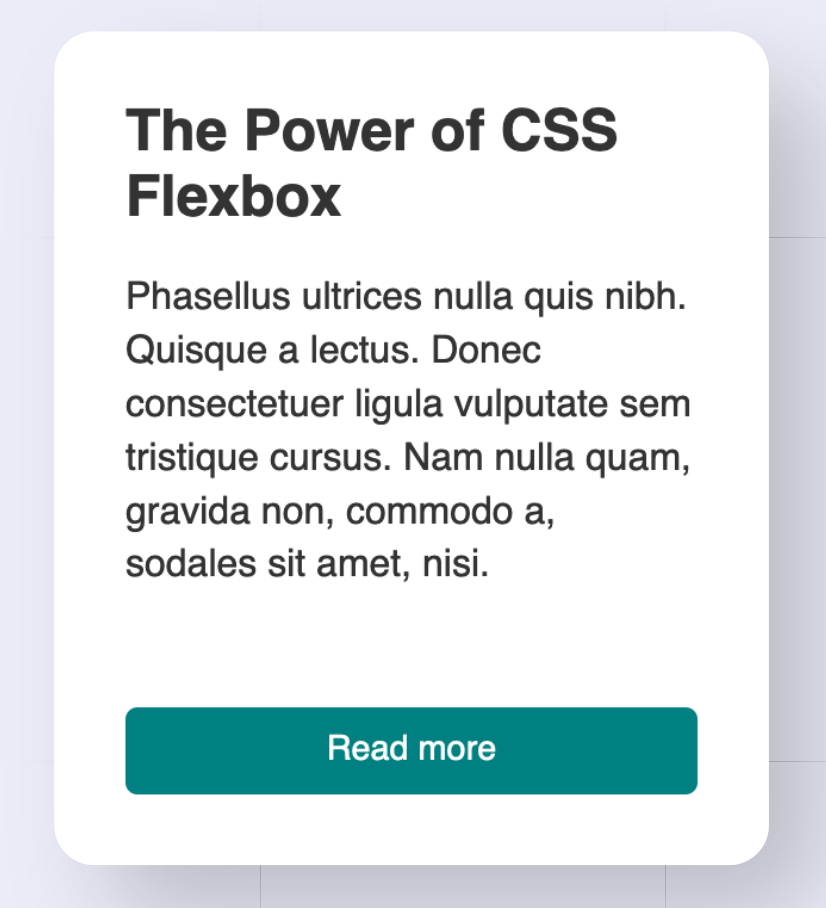 The Power of CSS
Flexbox
Phasellus ultrices nulla quis nibh.
Quisque a lectus. Donec
consectetuer ligula vulputate sem
tristique cursus. Nam nulla quam,
gravida non, commodo a,
sodales sit amet, nisi.
Read more